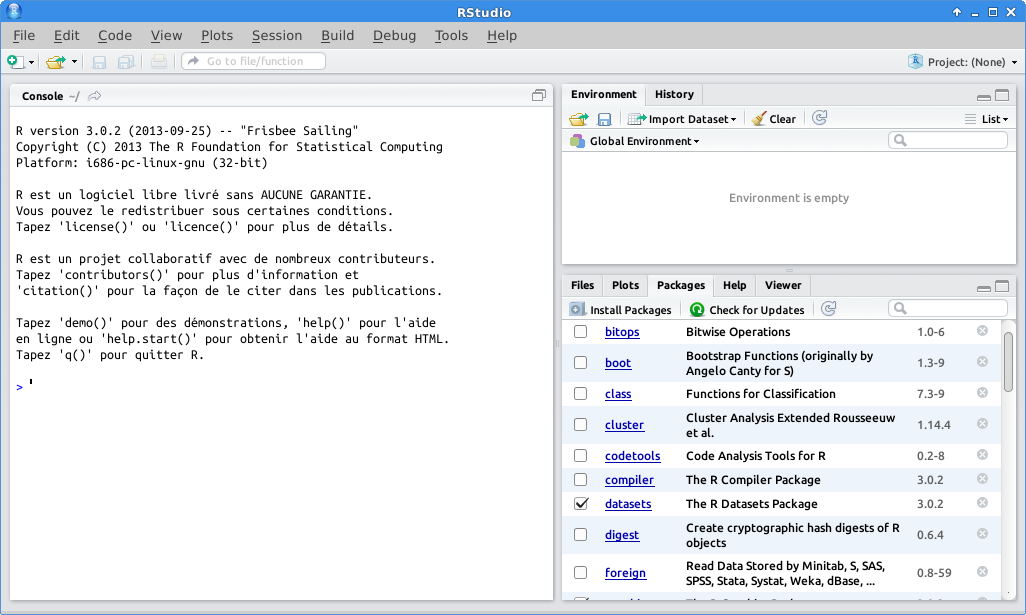 RStudio
File Edit Code View Plots Session Build Debug Tools Help
Go to file/function
Project: (None)
Console ~/
R version 3.0.2 (2013-09-25) -- "Frisbee Sailing"
Copyright (C) 2013 The R Foundation for Statistical Computing
Platform: i686-pc-linux-gnu (32-bit)
R est un logiciel libre livré sans AUCUNE GARANTIE.
Vous pouvez le redistribuer sous certaines conditions.
Tapez 'license()' ou 'licence()' pour plus de détails.
R est un projet collaboratif avec de nombreux contributeurs.
Tapez 'contributors()' pour plus d'information et
'citation()' pour la façon de le citer dans les publications.
Tapez 'demo()' pour des démonstrations, 'help()' pour l'aide
en ligne ou 'help.start()' pour obtenir l'aide au format HTML.
Tapez 'q()' pour quitter R.
>
Environment History
Import Dataset Clear List
Global Environment
Environment is empty
Files Plots Packages Help Viewer
Install Packages Check for Updates
bitops Bitwise Operations 1.0-6
boot Bootstrap Functions (originally by 1.3-9
Angelo Canty for S)
class Functions for Classification 7.3-9
cluster Cluster Analysis Extended Rousseeuw 1.14.4
et al.
codetools Code Analysis Tools for R 0.2-8
compiler The R Compiler Package 3.0.2
datasets The R Datasets Package 3.0.2
digest Create cryptographic hash digests of R 0.6.4
objects
foreign Read Data Stored by Minitab, S, SAS, 0.8-59
SPSS, Stata, Systat, Weka, dBase, ...